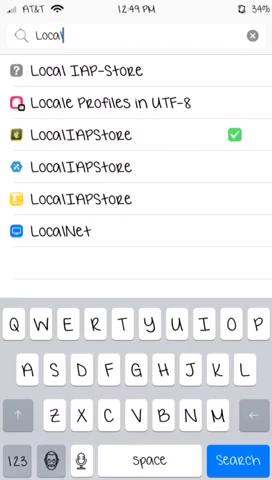 AT&T 12:49 PM 34%
Local
Local IAP-Store
Locale Profiles in UTF-8
LocalIAPStore
LocalIAPStore
LocalIAPStore
LocalNet
Q W E R T Y U I O P
A S D F G H J K L
Z X C V B N M
123 space Search